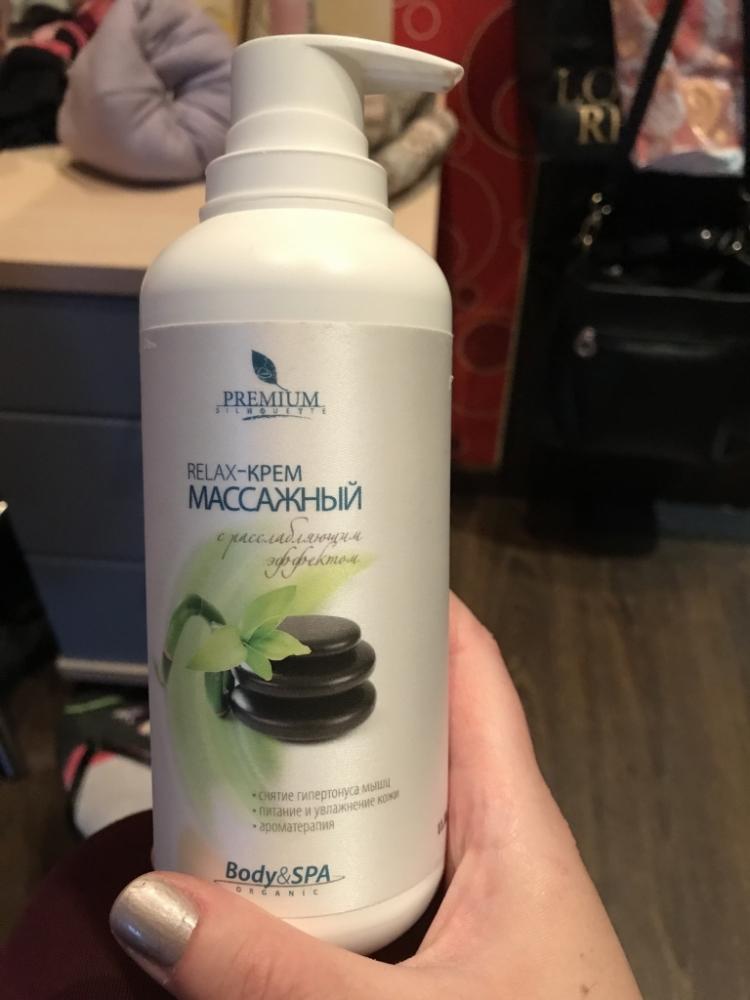 PREMIUM
SILHOUETTE
RELAX-КРЕМ
МАССАЖНЫЙ
с расслабляющим
эффектом
• снятие гипертонуса мышц
• питание и увлажнение кожи
• ароматерапия
Body&SPA
ORGANIC